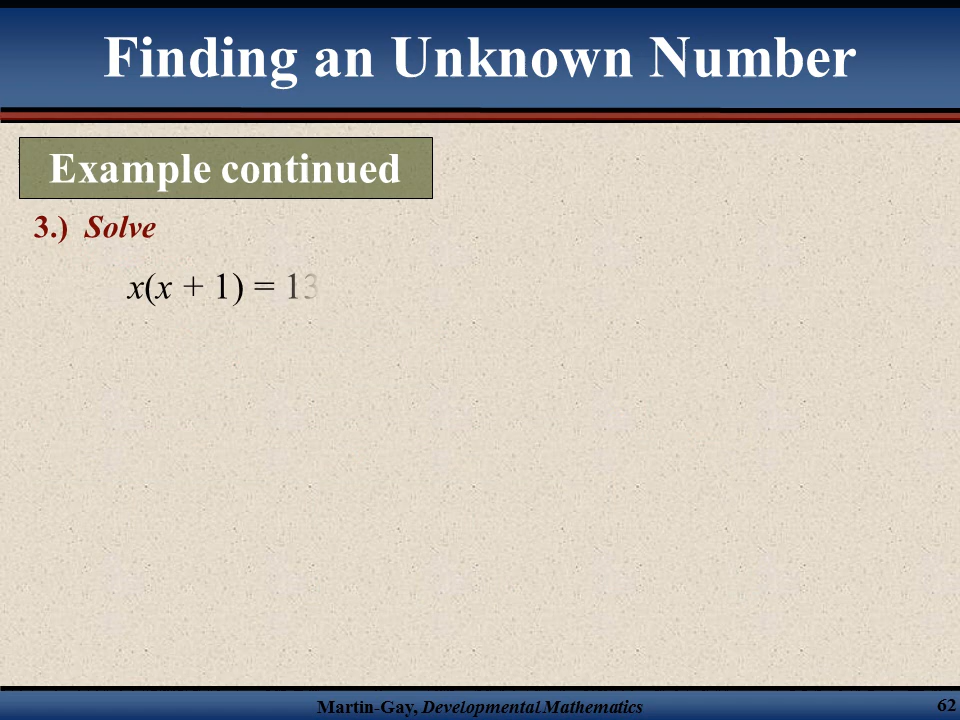 Finding an Unknown Number
Example continued
3.) Solve
x(x + 1) = 13
Martin-Gay, Developmental Mathematics
62